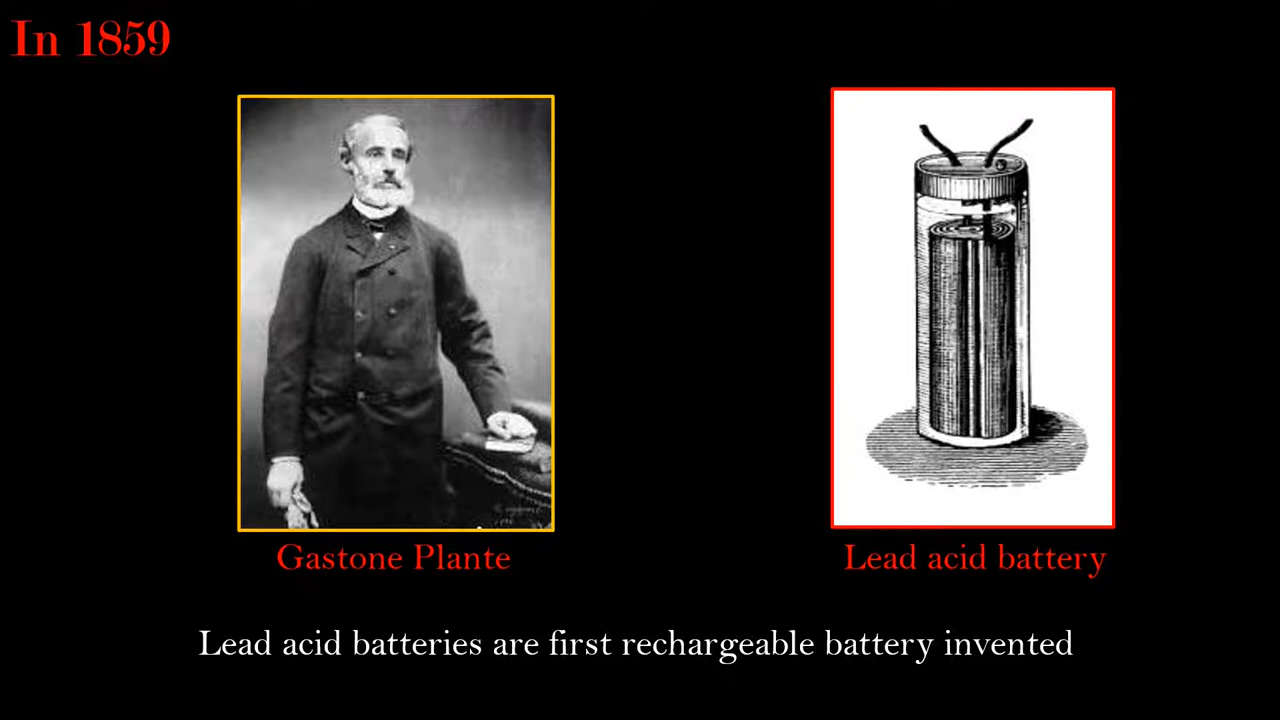 In 1859
Gastone Plante
Lead acid battery
Lead acid batteries are first rechargeable battery invented